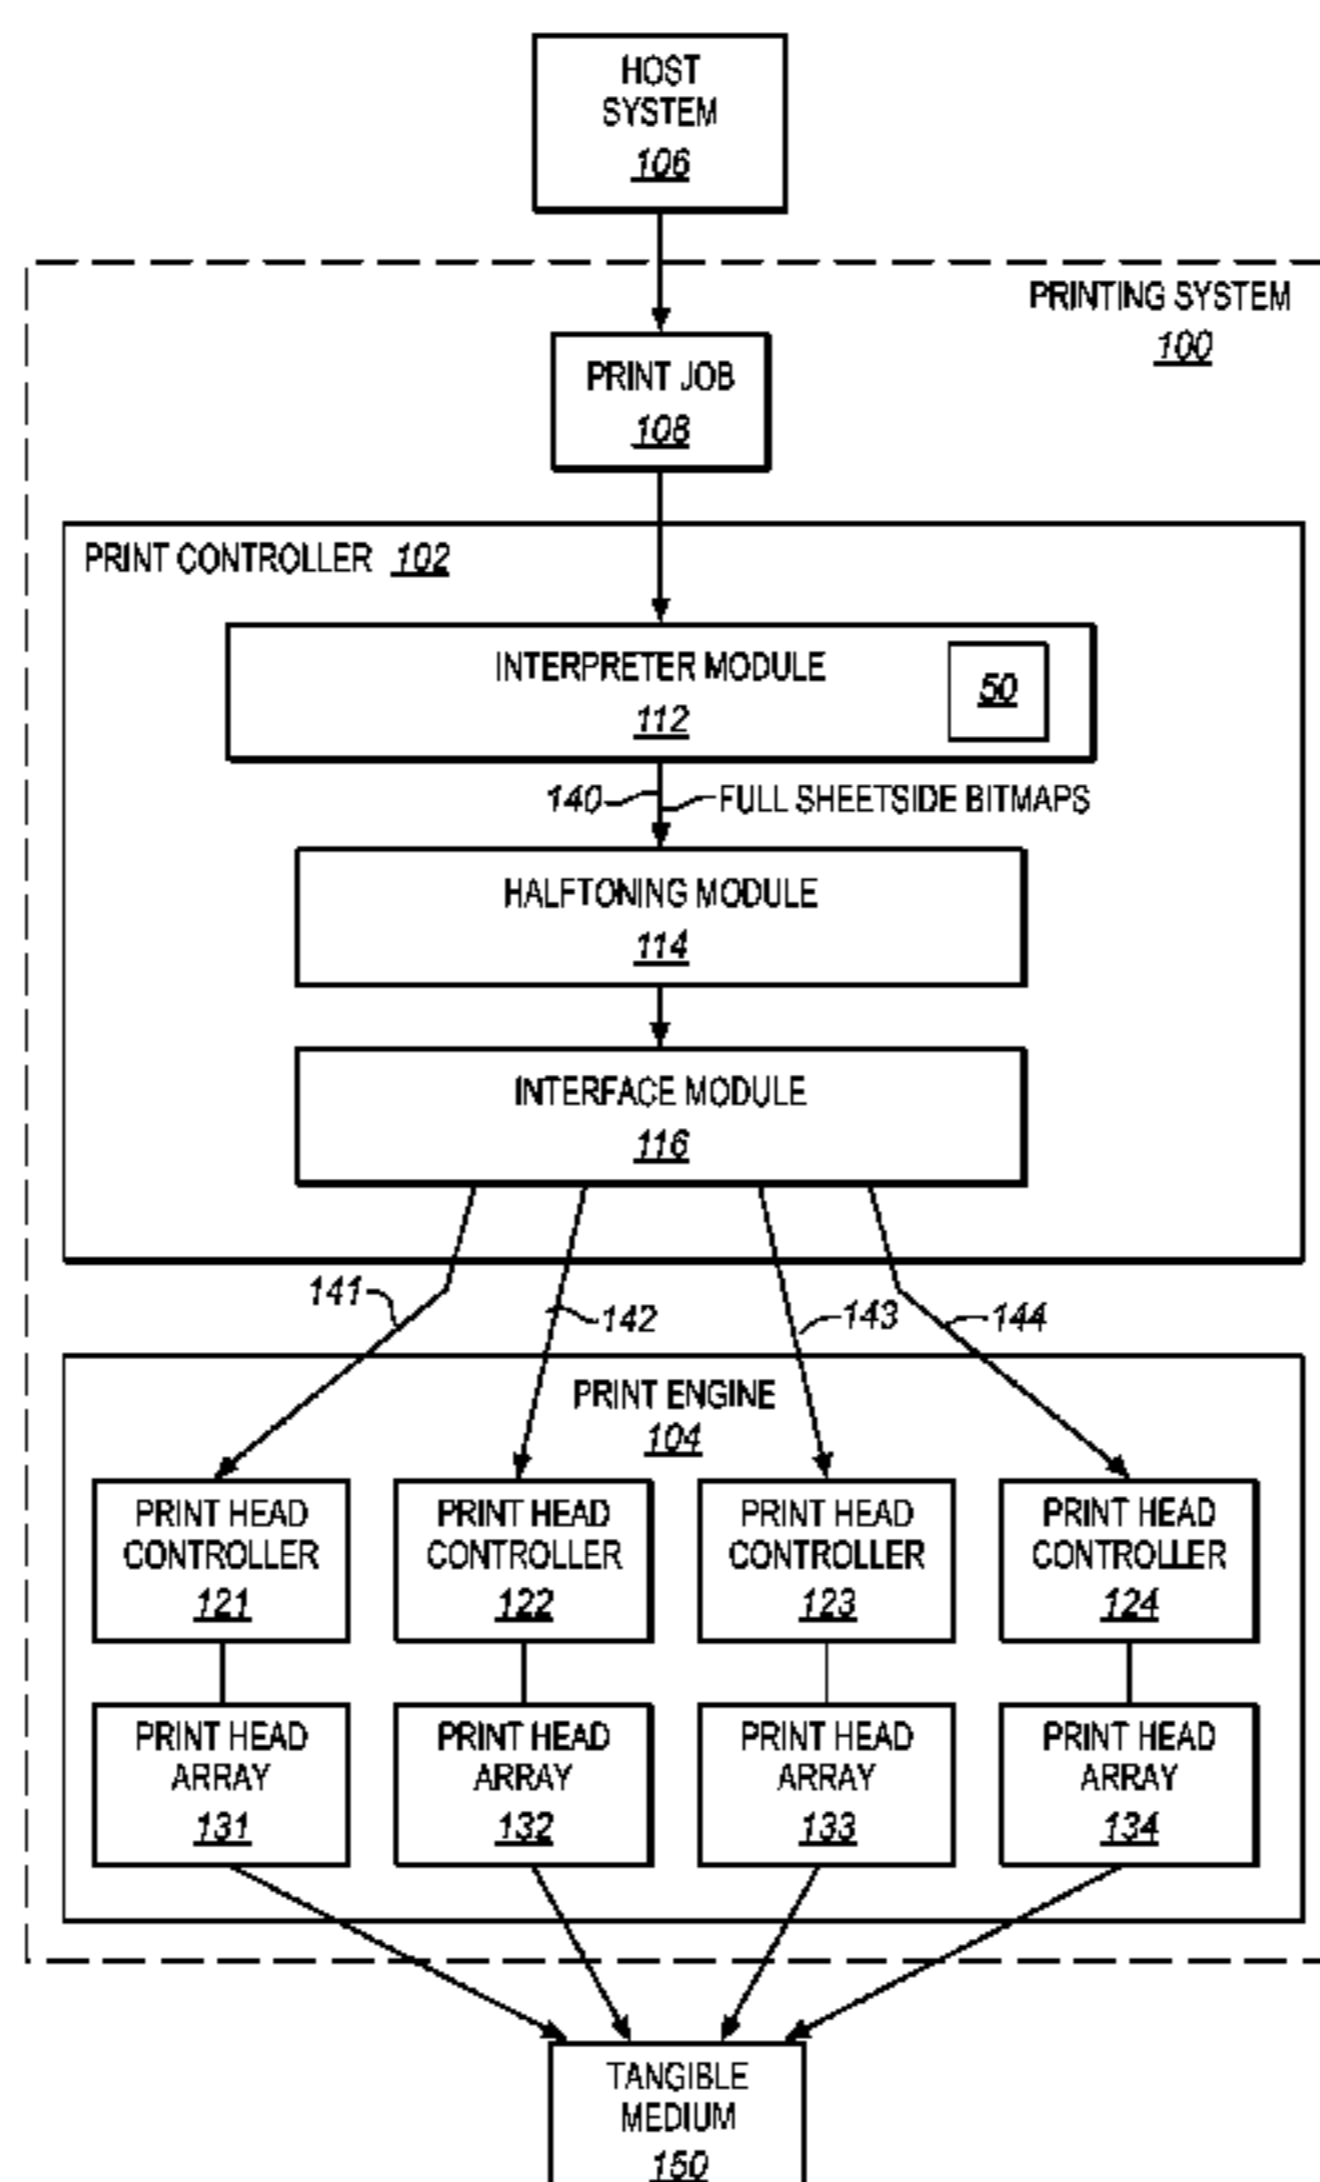 HOST
SYSTEM
106
PRINTING SYSTEM
100
PRINT JOB
108
PRINT CONTROLLER 102
INTERPRETER MODULE
112
50
140
FULL SHEETSIDE BITMAPS
HALFTONING MODULE
114
INTERFACE MODULE
116
141
142
143
144
PRINT ENGINE
104
PRINT HEAD
CONTROLLER
121
PRINT HEAD
CONTROLLER
122
PRINT HEAD
CONTROLLER
123
PRINT HEAD
CONTROLLER
124
PRINT HEAD
ARRAY
131
PRINT HEAD
ARRAY
132
PRINT HEAD
ARRAY
133
PRINT HEAD
ARRAY
134
TANGIBLE
MEDIUM
150